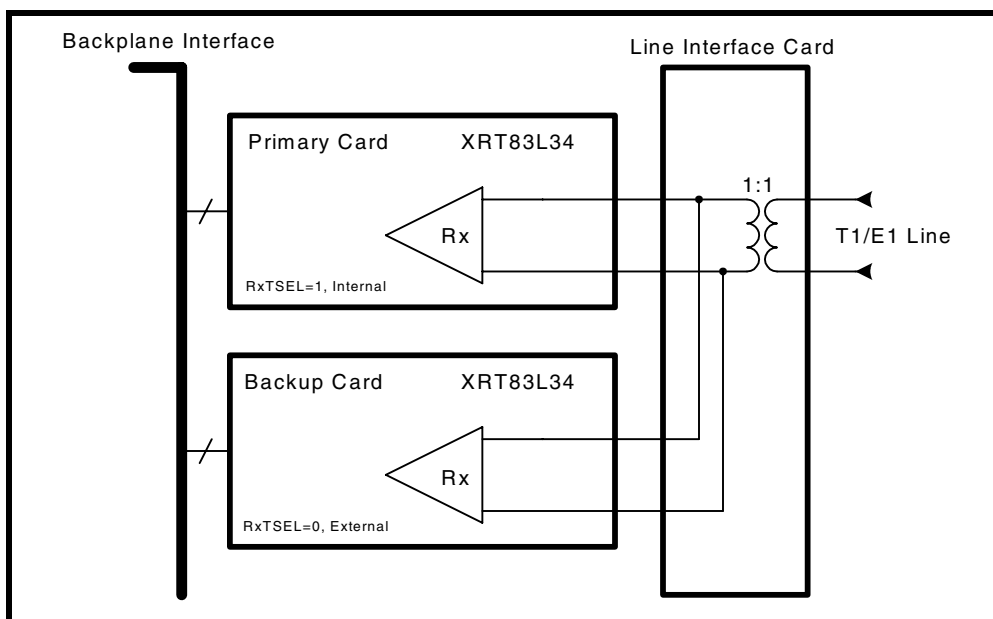 Backplane Interface
Line Interface Card
Primary Card XRT83L34
1:1
Rx
T1/E1 Line
RxTSEL=1, Internal
Backup Card XRT83L34
Rx
RxTSEL=0, External